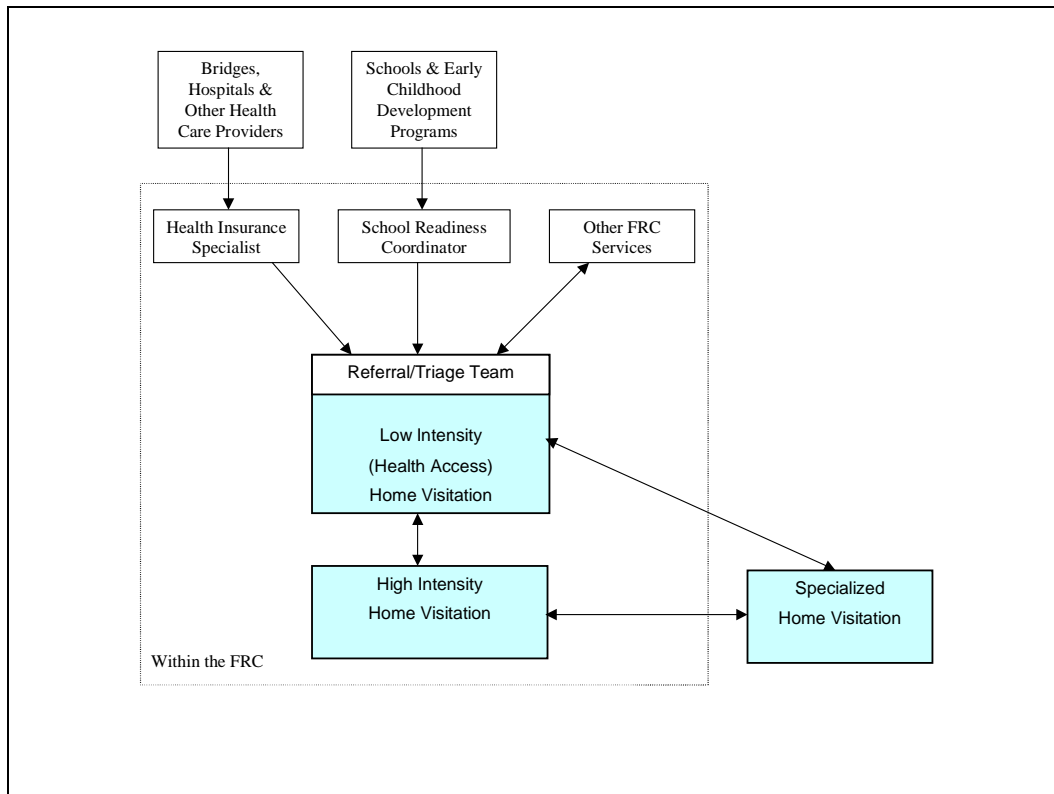 Bridges,
Hospitals &
Other Health
Care Providers
Schools & Early
Childhood
Development
Programs
Health Insurance
Specialist
School Readiness
Coordinator
Other FRC
Services
Referral/Triage Team
Low Intensity
(Health Access)
Home Visitation
High Intensity
Home Visitation
Specialized
Home Visitation
Within the FRC